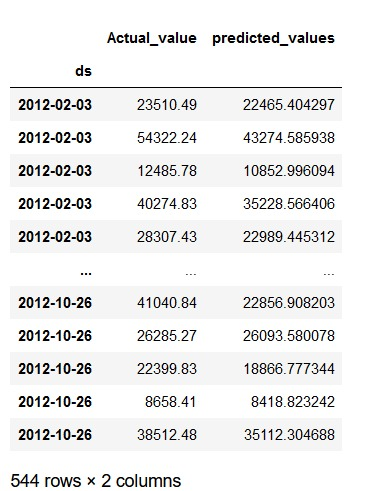 Actual_value predicted_values
ds
2012-02-03 23510.49 22465.404297
2012-02-03 54322.24 43274.585938
2012-02-03 12485.78 10852.996094
2012-02-03 40274.83 35228.566406
2012-02-03 28307.43 22989.445312
... ... ...
2012-10-26 41040.84 22856.908203
2012-10-26 26285.27 26093.580078
2012-10-26 22399.83 18866.777344
2012-10-26 8658.41 8418.823242
2012-10-26 38512.48 35112.304688
544 rows × 2 columns